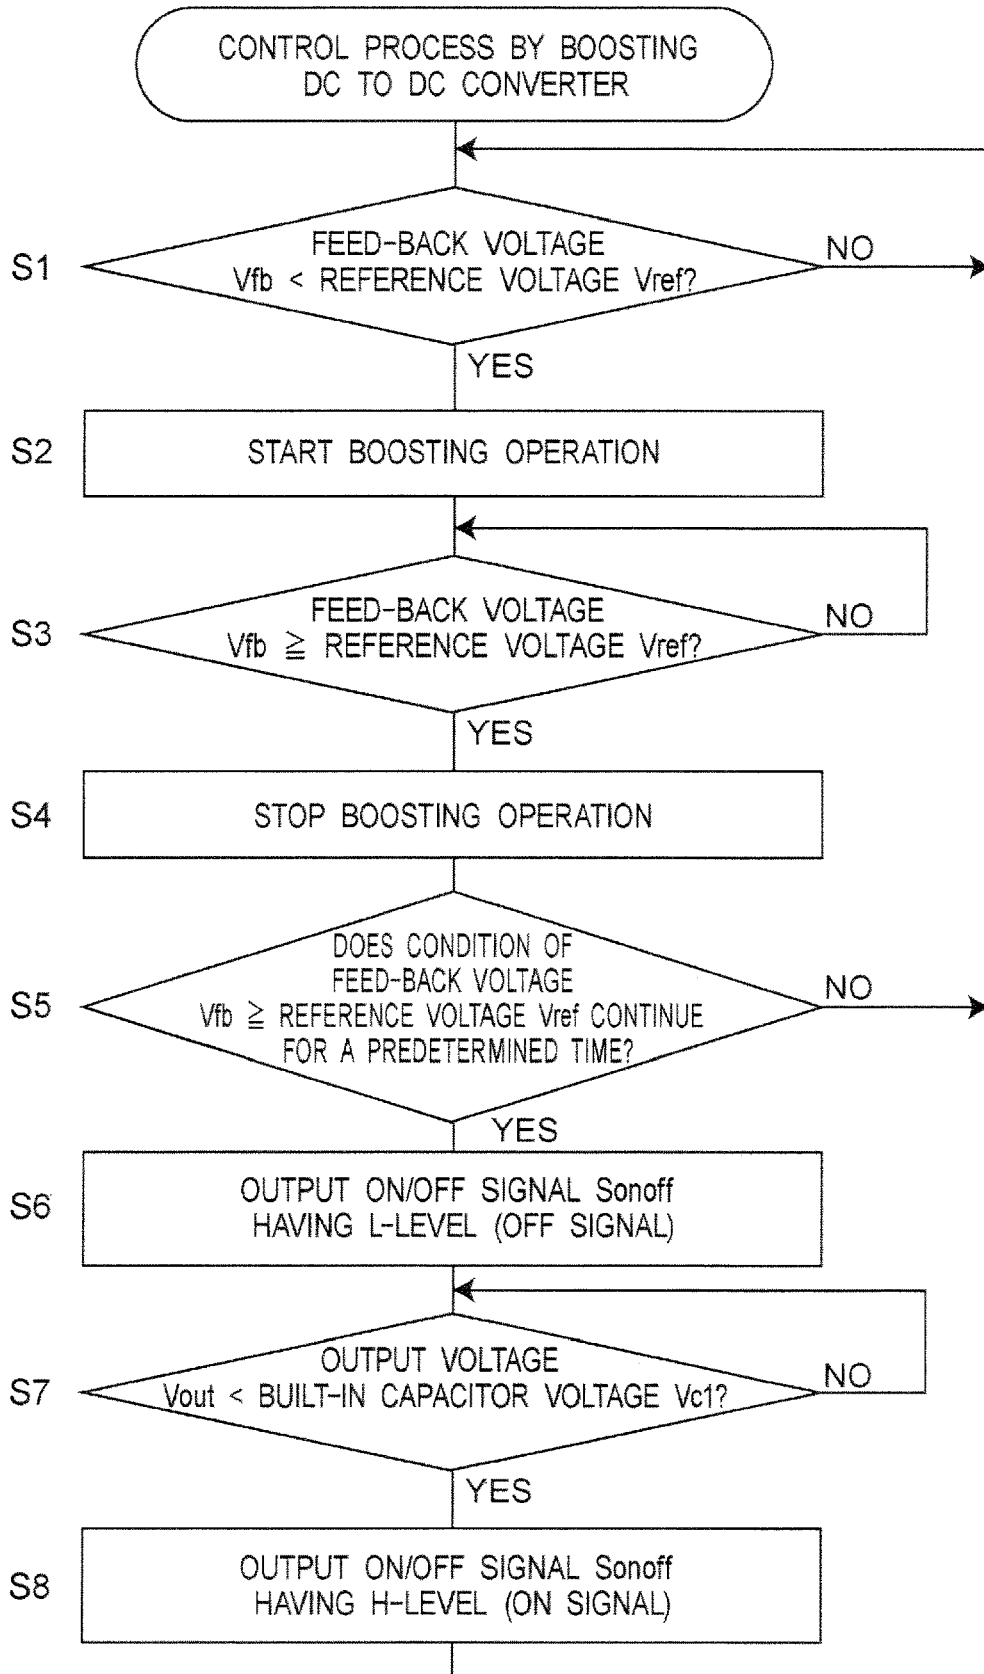 CONTROL PROCESS BY BOOSTING
DC TO DC CONVERTER
S1
FEED-BACK VOLTAGE
Vfb < REFERENCE VOLTAGE Vref?
NO
YES
S2
START BOOSTING OPERATION
S3
FEED-BACK VOLTAGE
Vfb ≧ REFERENCE VOLTAGE Vref?
NO
YES
S4
STOP BOOSTING OPERATION
S5
DOES CONDITION OF
FEED-BACK VOLTAGE
Vfb ≧ REFERENCE VOLTAGE Vref CONTINUE
FOR A PREDETERMINED TIME?
NO
YES
S6
OUTPUT ON/OFF SIGNAL Sonoff
HAVING L-LEVEL (OFF SIGNAL)
S7
OUTPUT VOLTAGE
Vout < BUILT-IN CAPACITOR VOLTAGE Vc1?
NO
YES
S8
OUTPUT ON/OFF SIGNAL Sonoff
HAVING H-LEVEL (ON SIGNAL)